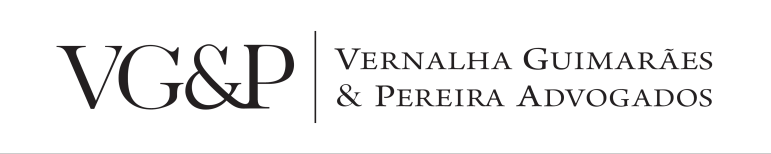 VG&P
VERNALHA GUIMARÃES
& PEREIRA ADVOGADOS